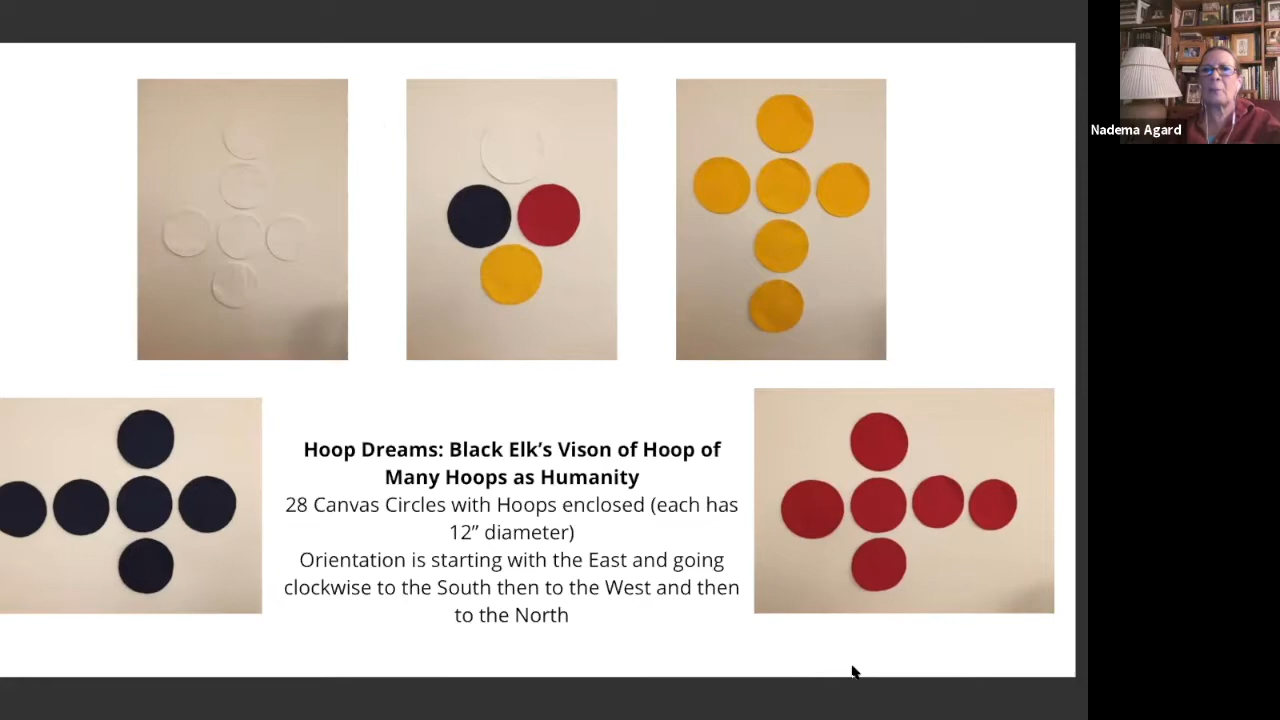 Nadema Agard
Hoop Dreams: Black Elk’s Vison of Hoop of
Many Hoops as Humanity
28 Canvas Circles with Hoops enclosed (each has
12” diameter)
Orientation is starting with the East and going
clockwise to the South then to the West and then
to the North